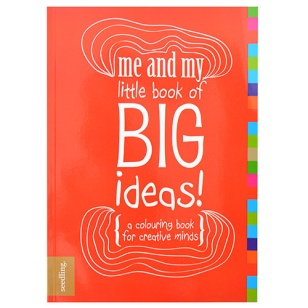 me and my
little book of
BIG
ideas!
{ a colouring book
for creative minds }
seedling.